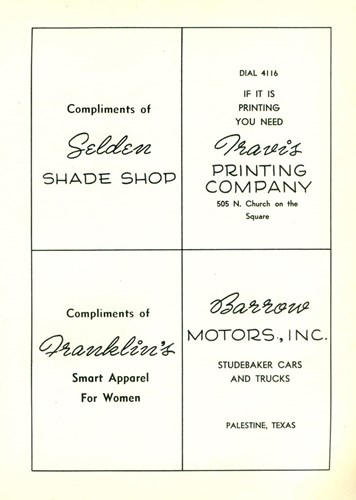 Compliments of
Selden
SHADE SHOP
DIAL 4116
IF IT IS
PRINTING
YOU NEED
Travis
PRINTING
COMPANY
505 N. Church on the
Square
Compliments of
Franklin's
Smart Apparel
For Women
Barrow
MOTORS., INC.
STUDEBAKER CARS
AND TRUCKS
PALESTINE, TEXAS